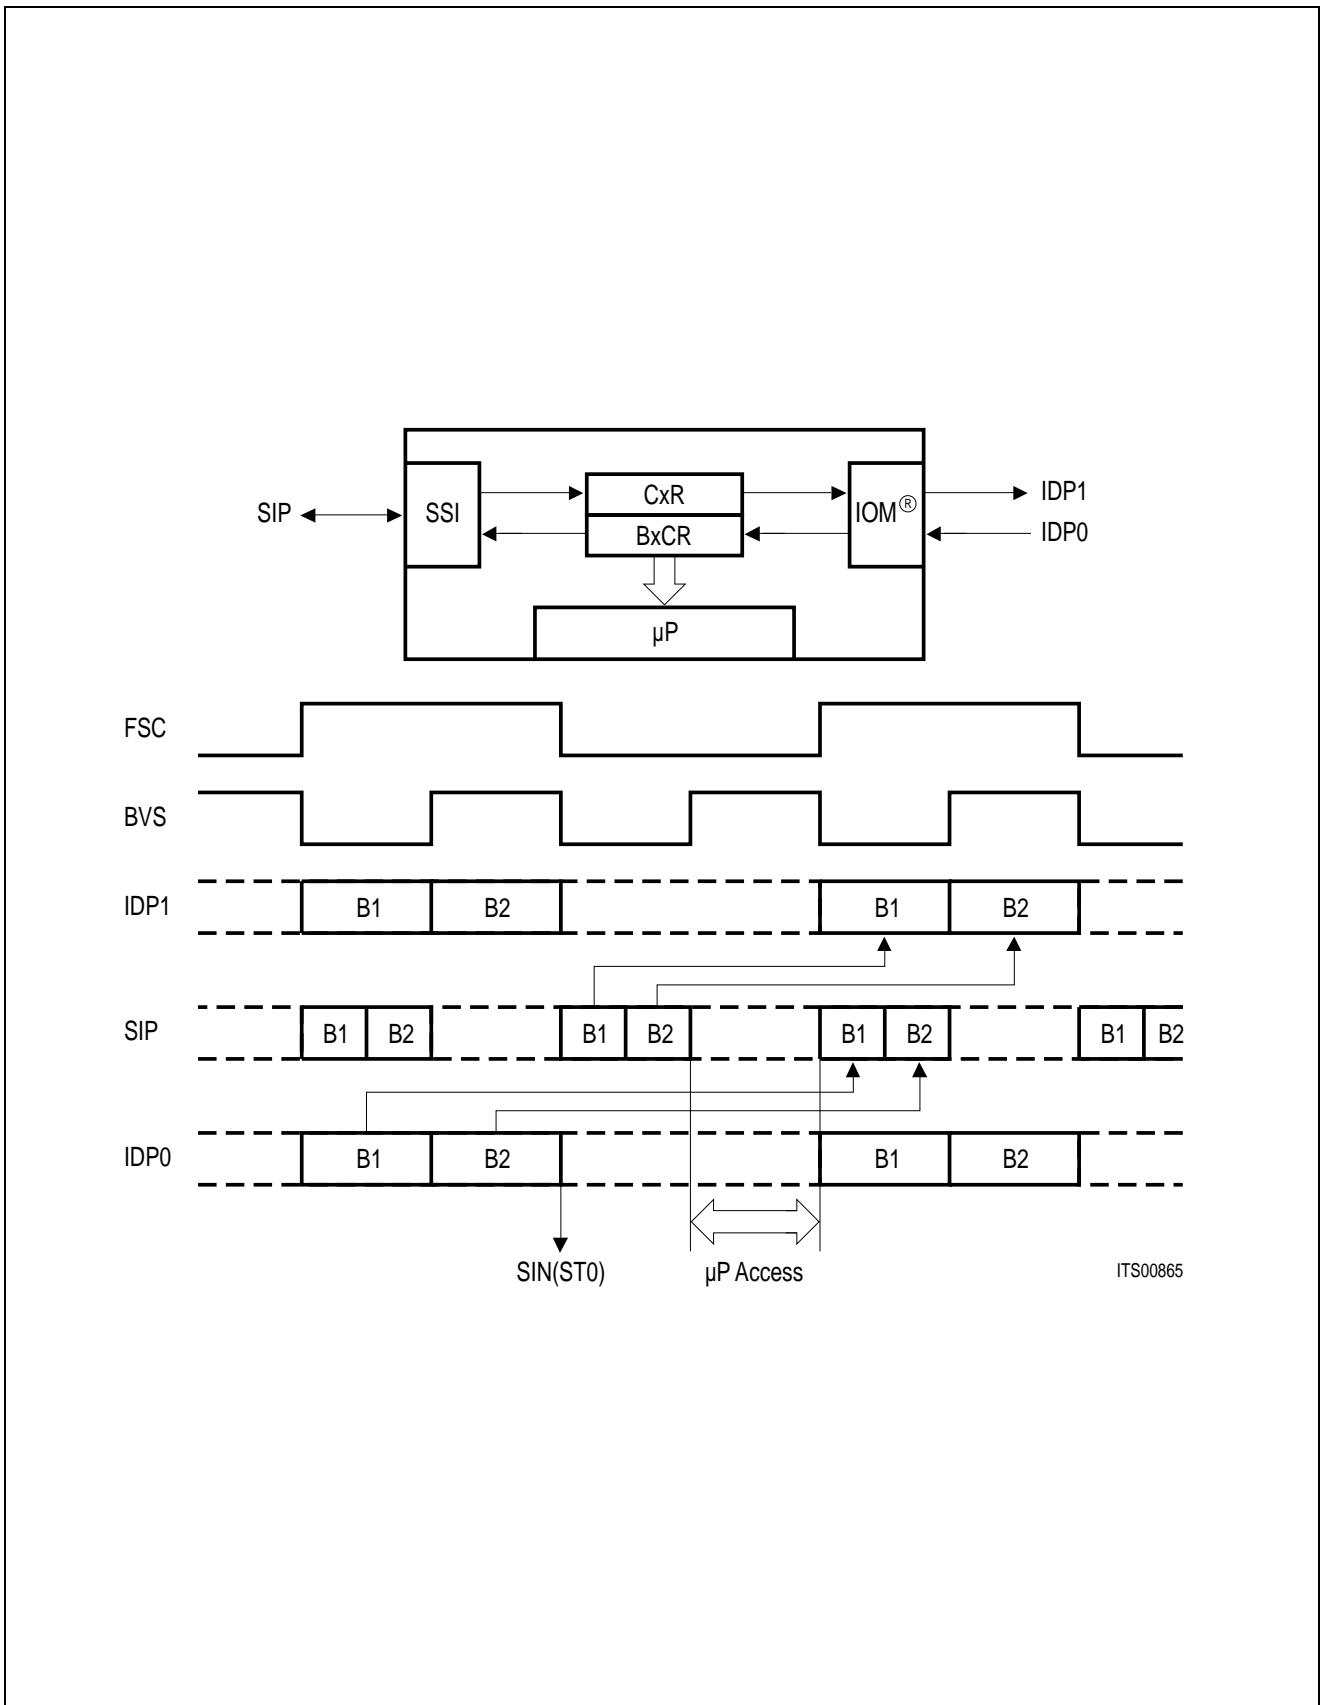 CxR
SIP
SSI
IOM®
IDP1
BxCR
IDP0
µP
FSC
BVS
IDP1
B1 B2 B1 B2
SIP
B1 B2 B1 B2 B1 B2 B1 B2
IDP0
B1 B2 B1 B2
SIN(ST0) µP Access
ITS00865